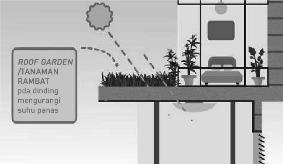 ROOF GARDEN
/TANAMAN
RAMBAT
pda dinding
mengurangi
suhu panas